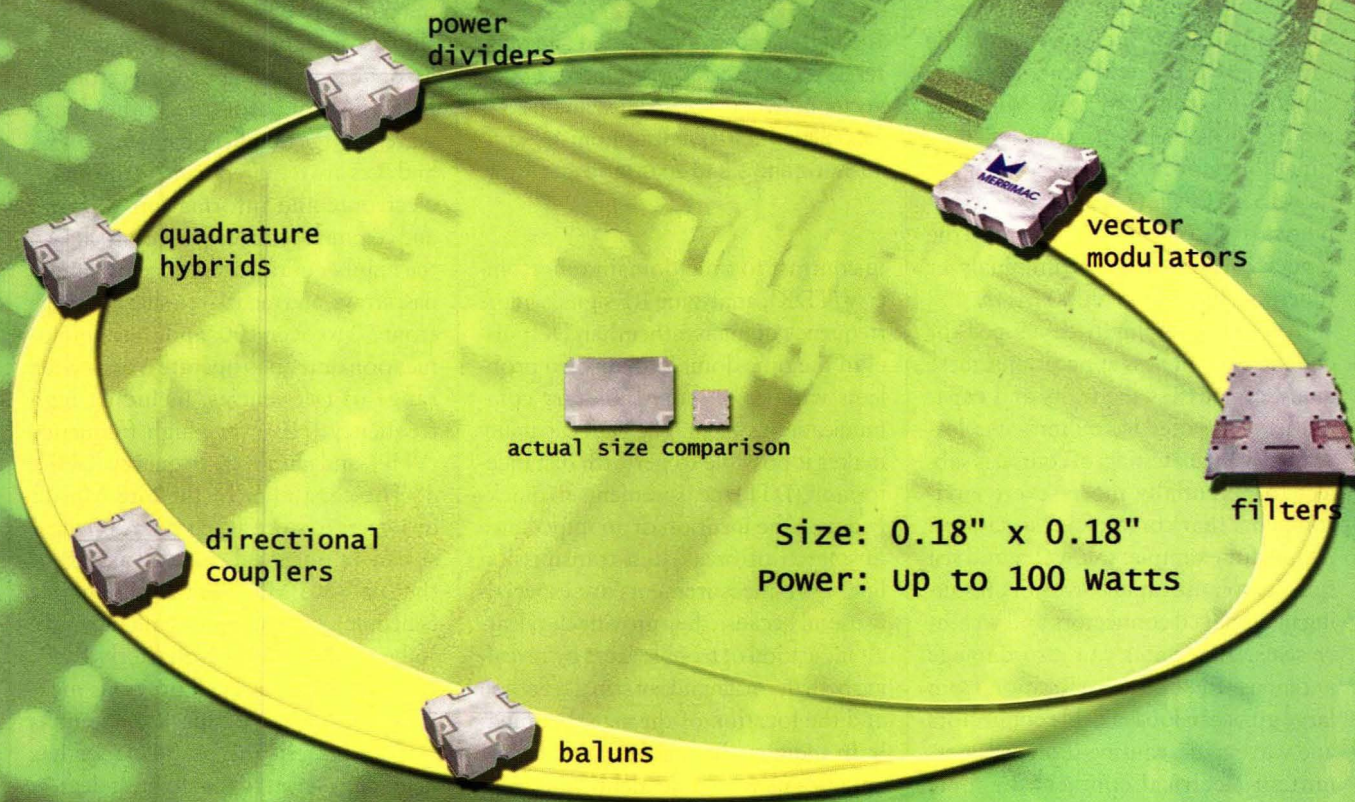 power
dividers
MERRIMAC
vector
modulators
quadrature
hybrids
actual size comparison
filters
directional
couplers
Size: 0.18" x 0.18"
Power: Up to 100 Watts
baluns